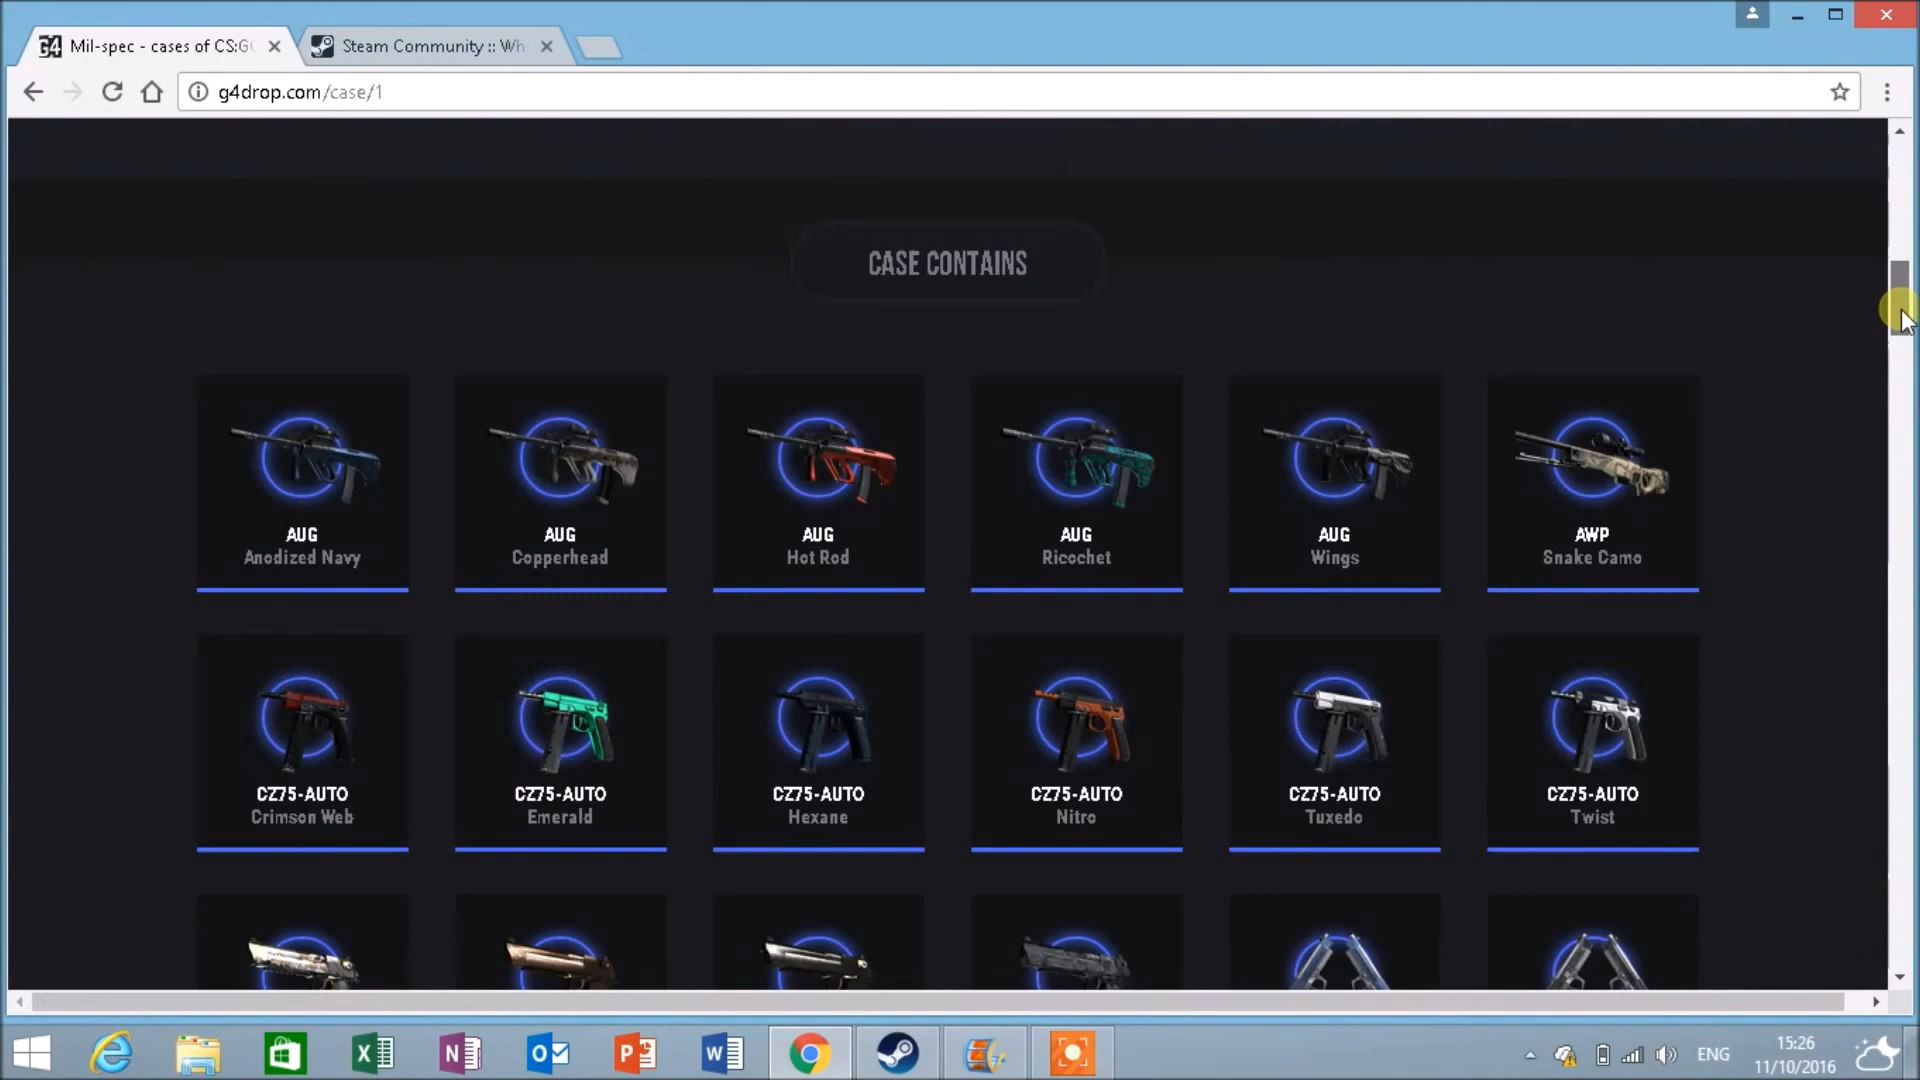 G4 Mil-spec - cases of CS:GO
Steam Community :: Wh
g4drop.com/case/1
CASE CONTAINS
AUG
Anodized Navy
AUG
Copperhead
AUG
Hot Rod
AUG
Ricochet
AUG
Wings
AWP
Snake Camo
CZ75-AUTO
Crimson Web
CZ75-AUTO
Emerald
CZ75-AUTO
Hexane
CZ75-AUTO
Nitro
CZ75-AUTO
Tuxedo
CZ75-AUTO
Twist
ENG
15:26
11/10/2016